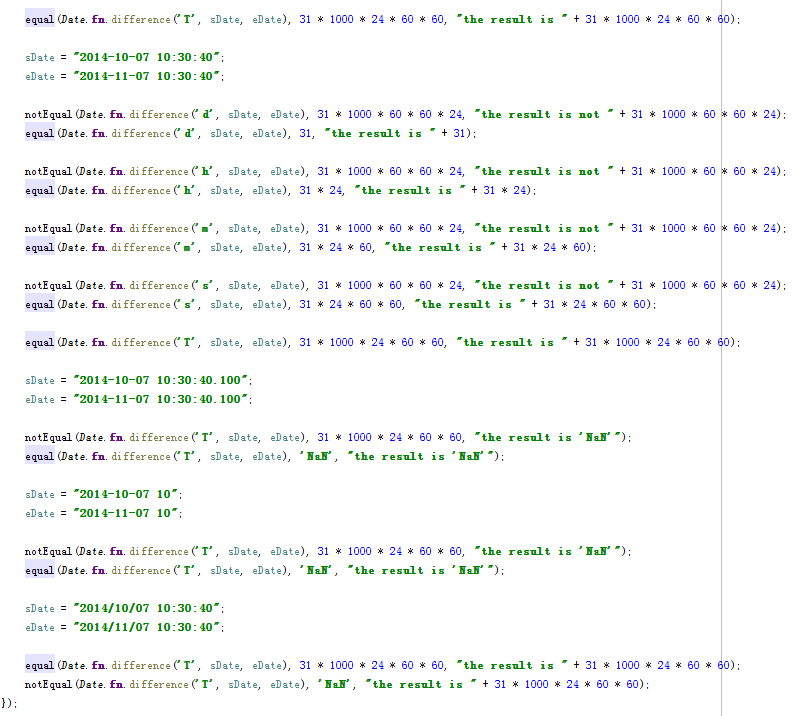 equal(Date.fn.difference('T', sDate, eDate), 31 * 1000 * 24 * 60 * 60, "the result is " + 31 * 1000 * 24 * 60 * 60);
sDate = "2014-10-07 10:30:40";
eDate = "2014-11-07 10:30:40";
notEqual(Date.fn.difference('d', sDate, eDate), 31 * 1000 * 60 * 60 * 24, "the result is not " + 31 * 1000 * 60 * 60 * 24);
equal(Date.fn.difference('d', sDate, eDate), 31, "the result is " + 31);
notEqual(Date.fn.difference('h', sDate, eDate), 31 * 1000 * 60 * 60 * 24, "the result is not " + 31 * 1000 * 60 * 60 * 24);
equal(Date.fn.difference('h', sDate, eDate), 31 * 24, "the result is " + 31 * 24);
notEqual(Date.fn.difference('m', sDate, eDate), 31 * 1000 * 60 * 60 * 24, "the result is not " + 31 * 1000 * 60 * 60 * 24);
equal(Date.fn.difference('m', sDate, eDate), 31 * 24 * 60, "the result is " + 31 * 24 * 60);
notEqual(Date.fn.difference('s', sDate, eDate), 31 * 1000 * 60 * 60 * 24, "the result is not " + 31 * 1000 * 60 * 60 * 24);
equal(Date.fn.difference('s', sDate, eDate), 31 * 24 * 60 * 60, "the result is " + 31 * 24 * 60 * 60);
equal(Date.fn.difference('T', sDate, eDate), 31 * 1000 * 24 * 60 * 60, "the result is " + 31 * 1000 * 24 * 60 * 60);
sDate = "2014-10-07 10:30:40.100";
eDate = "2014-11-07 10:30:40.100";
notEqual(Date.fn.difference('T', sDate, eDate), 31 * 1000 * 24 * 60 * 60, "the result is 'NaN'");
equal(Date.fn.difference('T', sDate, eDate), 'NaN', "the result is 'NaN'");
sDate = "2014-10-07 10";
eDate = "2014-11-07 10";
notEqual(Date.fn.difference('T', sDate, eDate), 31 * 1000 * 24 * 60 * 60, "the result is 'NaN'");
equal(Date.fn.difference('T', sDate, eDate), 'NaN', "the result is 'NaN'");
sDate = "2014/10/07 10:30:40";
eDate = "2014/11/07 10:30:40";
equal(Date.fn.difference('T', sDate, eDate), 31 * 1000 * 24 * 60 * 60, "the result is " + 31 * 1000 * 24 * 60 * 60);
notEqual(Date.fn.difference('T', sDate, eDate), 'NaN', "the result is " + 31 * 1000 * 24 * 60 * 60);
});